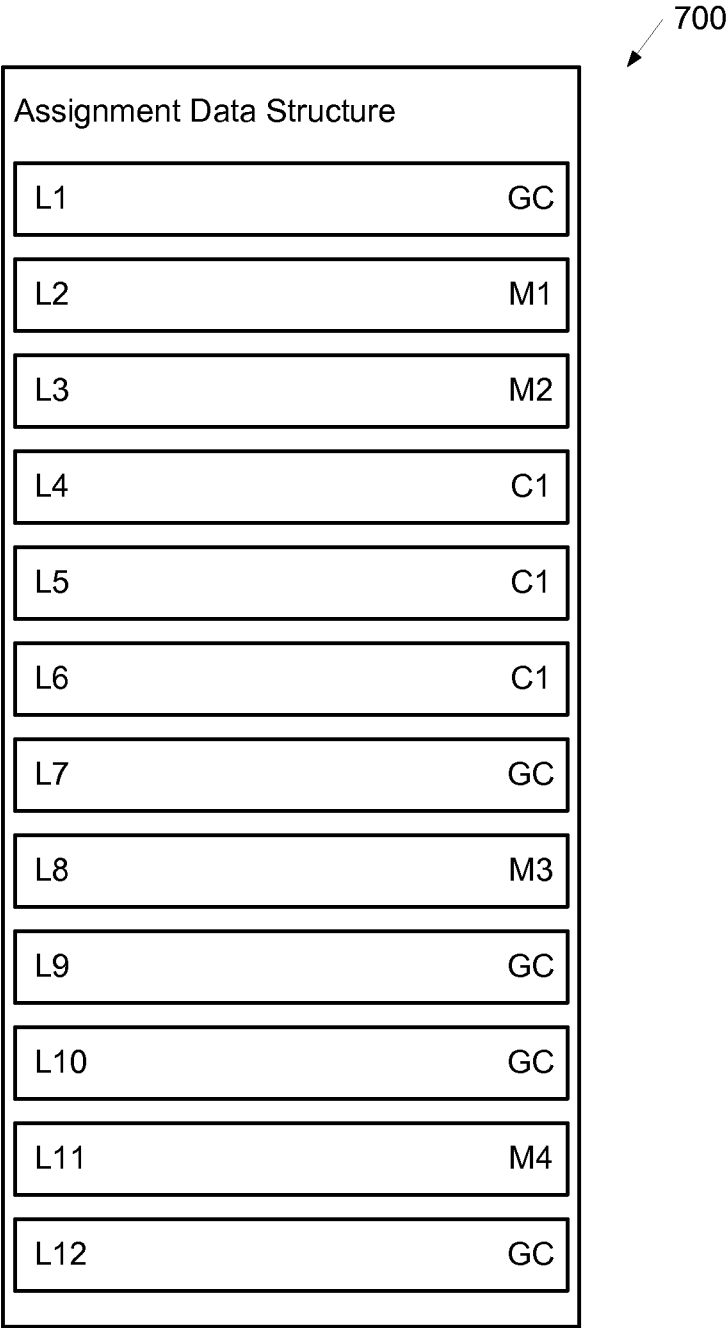 700
Assignment Data Structure
L1 GC
L2 M1
L3 M2
L4 C1
L5 C1
L6 C1
L7 GC
L8 M3
L9 GC
L10 GC
L11 M4
L12 GC